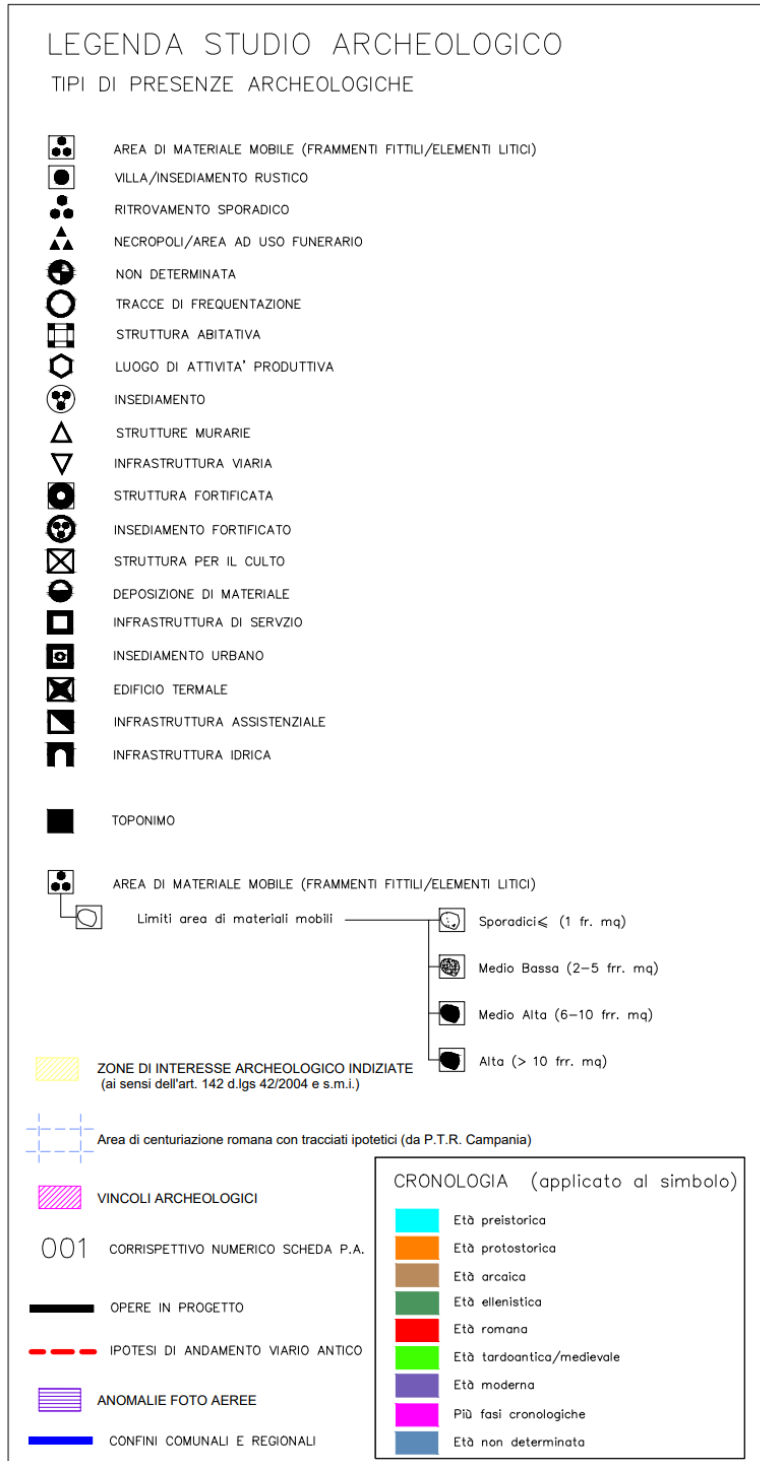 LEGENDA STUDIO ARCHEOLOGICO
TIPI DI PRESENZE ARCHEOLOGICHE
AREA DI MATERIALE MOBILE (FRAMMENTI FITTILI/ELEMENTI LITICI)
VILLA/INSEDIAMENTO RUSTICO
RITROVAMENTO SPORADICO
NECROPOLI/AREA AD USO FUNERARIO
NON DETERMINATA
TRACCE DI FREQUENTAZIONE
STRUTTURA ABITATIVA
LUOGO DI ATTIVITA' PRODUTTIVA
INSEDIAMENTO
STRUTTURE MURARIE
INFRASTRUTTURA VIARIA
STRUTTURA FORTIFICATA
INSEDIAMENTO FORTIFICATO
STRUTTURA PER IL CULTO
DEPOSIZIONE DI MATERIALE
INFRASTRUTTURA DI SERVZIO
INSEDIAMENTO URBANO
EDIFICIO TERMALE
INFRASTRUTTURA ASSISTENZIALE
INFRASTRUTTURA IDRICA
TOPONIMO
AREA DI MATERIALE MOBILE (FRAMMENTI FITTILI/ELEMENTI LITICI)
Limiti area di materiali mobili
Sporadici⩽ (1 fr. mq)
Medio Bassa (2-5 frr. mq)
Medio Alta (6-10 frr. mq)
Alta (> 10 frr. mq)
ZONE DI INTERESSE ARCHEOLOGICO INDIZIATE
(ai sensi dell'art. 142 d.lgs 42/2004 e s.m.i.)
Area di centuriazione romana con tracciati ipotetici (da P.T.R. Campania)
VINCOLI ARCHEOLOGICI
001 CORRISPETTIVO NUMERICO SCHEDA P.A.
OPERE IN PROGETTO
IPOTESI DI ANDAMENTO VIARIO ANTICO
ANOMALIE FOTO AEREE
CONFINI COMUNALI E REGIONALI
CRONOLOGIA (applicato al simbolo)
Età preistorica
Età protostorica
Età arcaica
Età ellenistica
Età romana
Età tardoantica/medievale
Età moderna
Più fasi cronologiche
Età non determinata